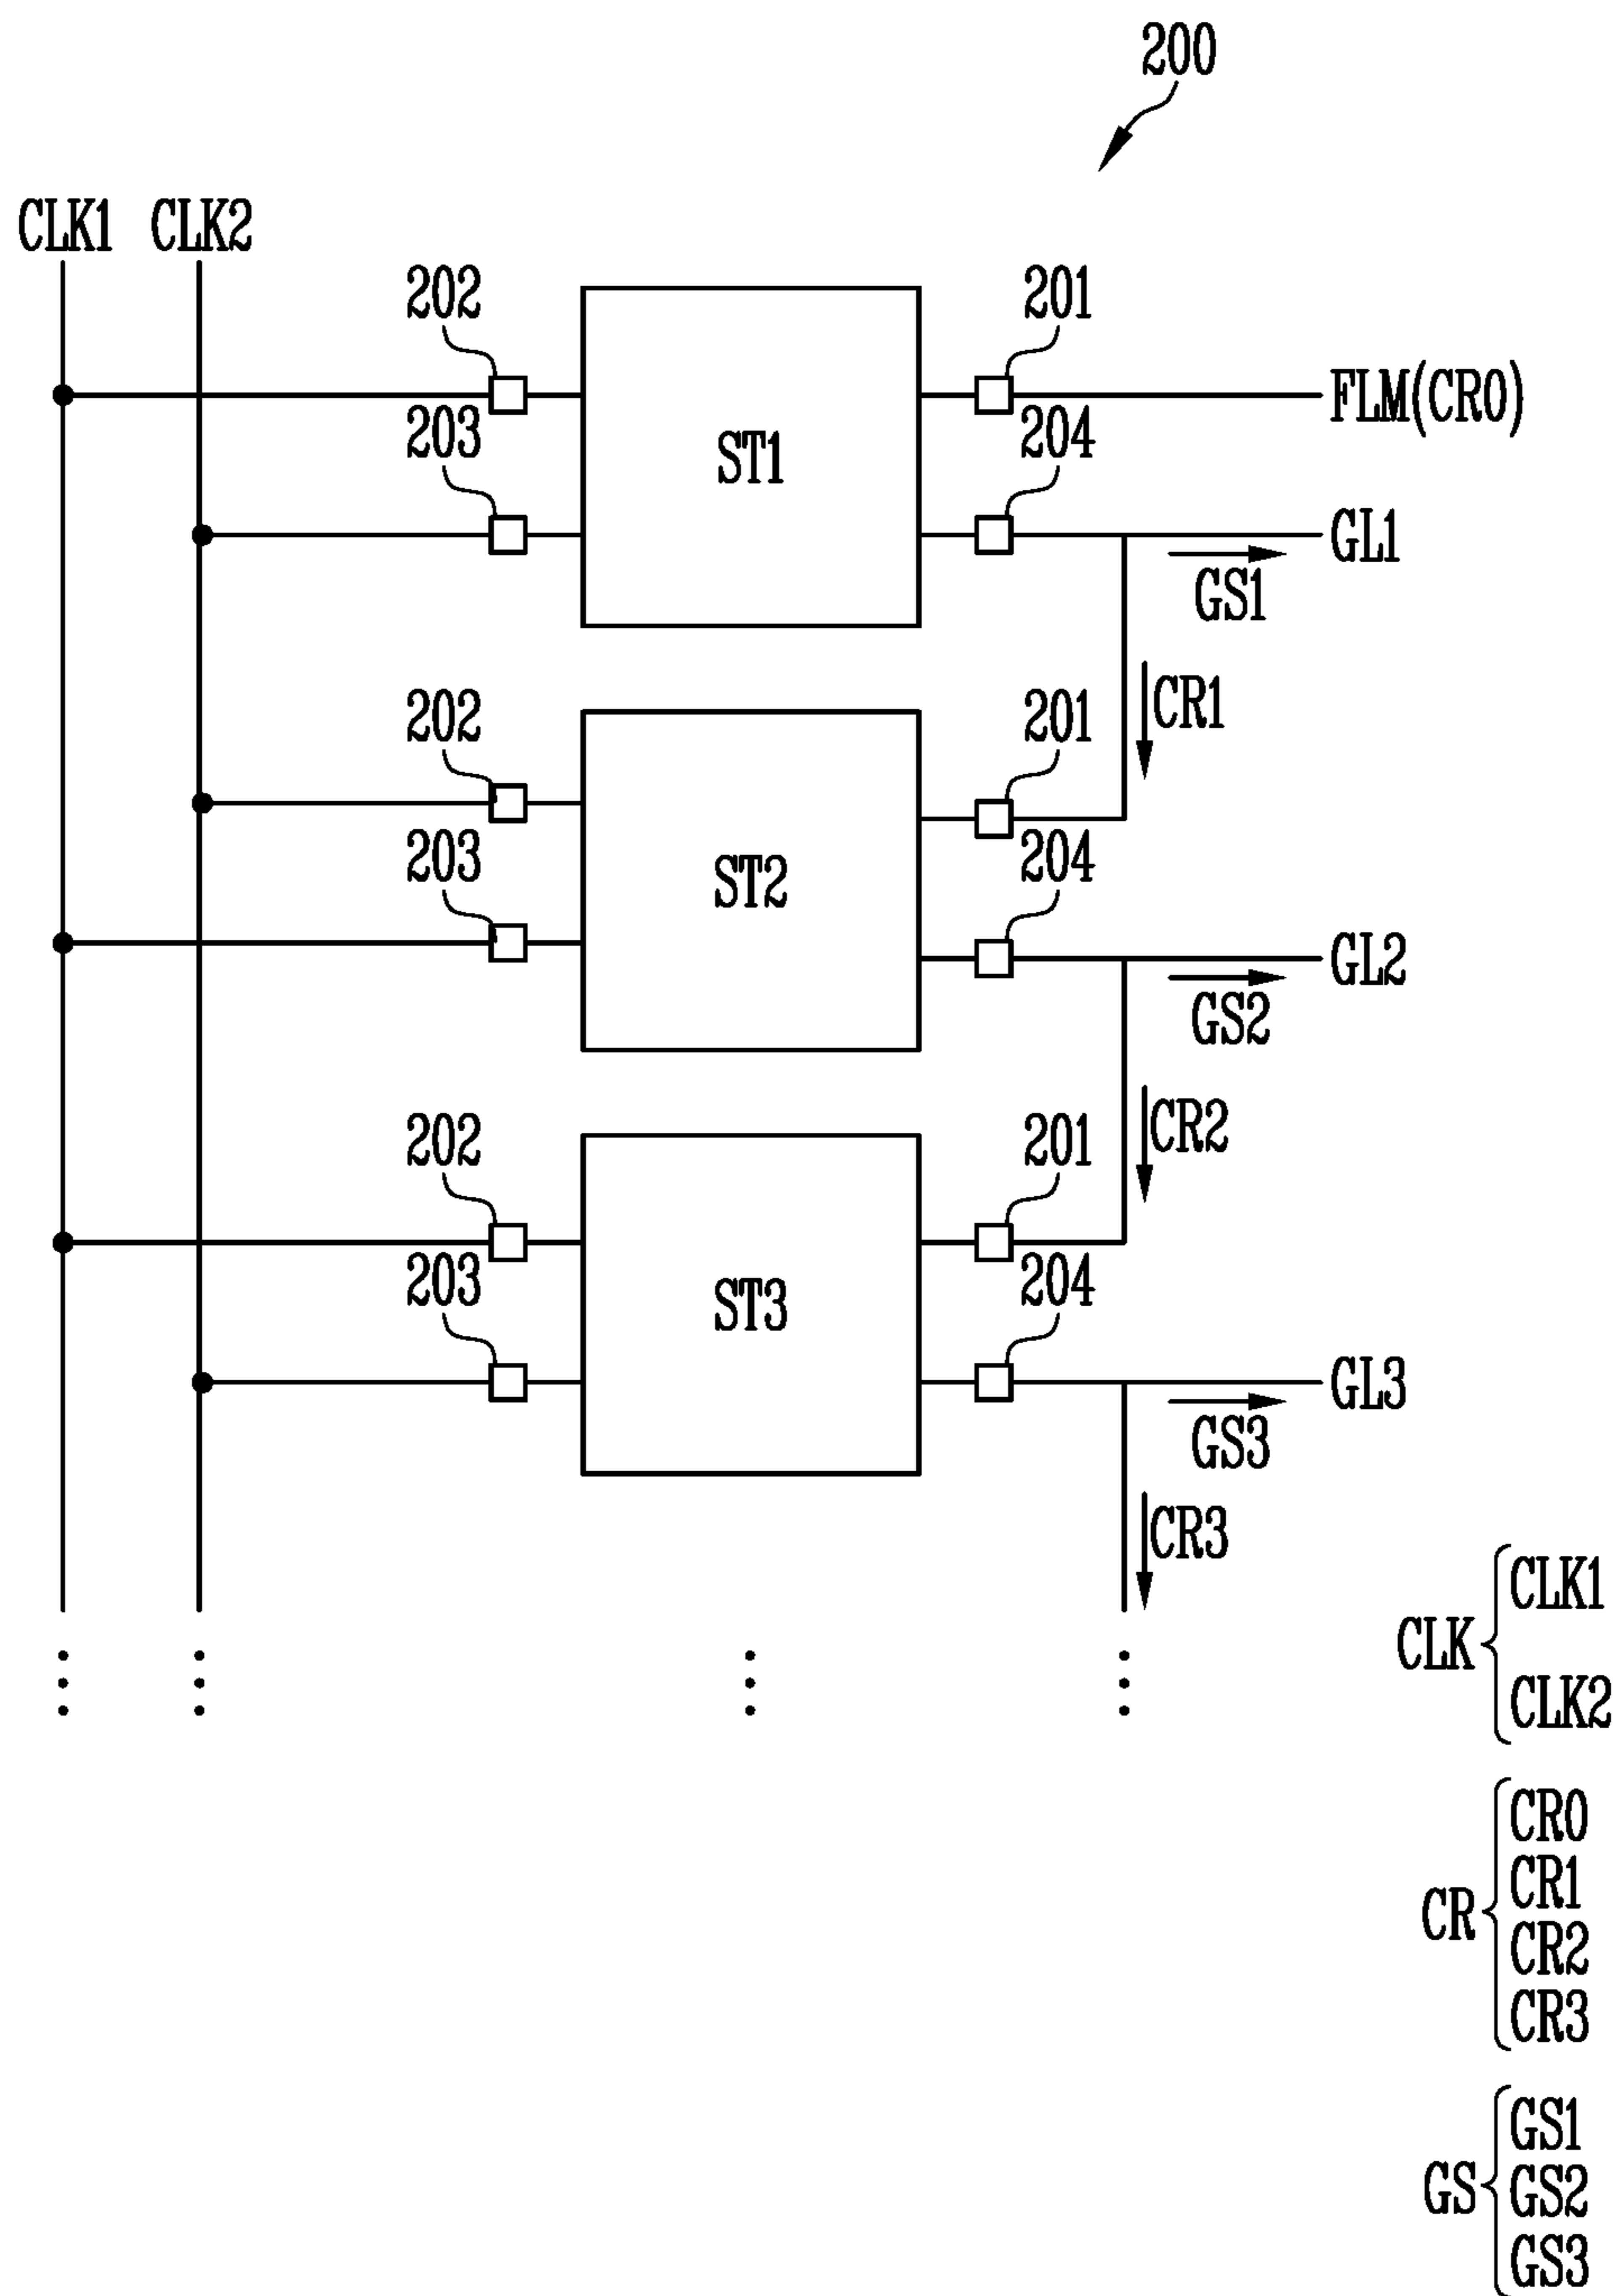 200
CLK1 CLK2
202 201
FLM(CR0)
203 204
ST1
GL1
GS1
CR1
202 201
203 204
ST2
GL2
GS2
CR2
202 201
203 204
ST3
GL3
GS3
CR3
CLK
CLK1
CLK2
CR
CR0
CR1
CR2
CR3
GS
GS1
GS2
GS3